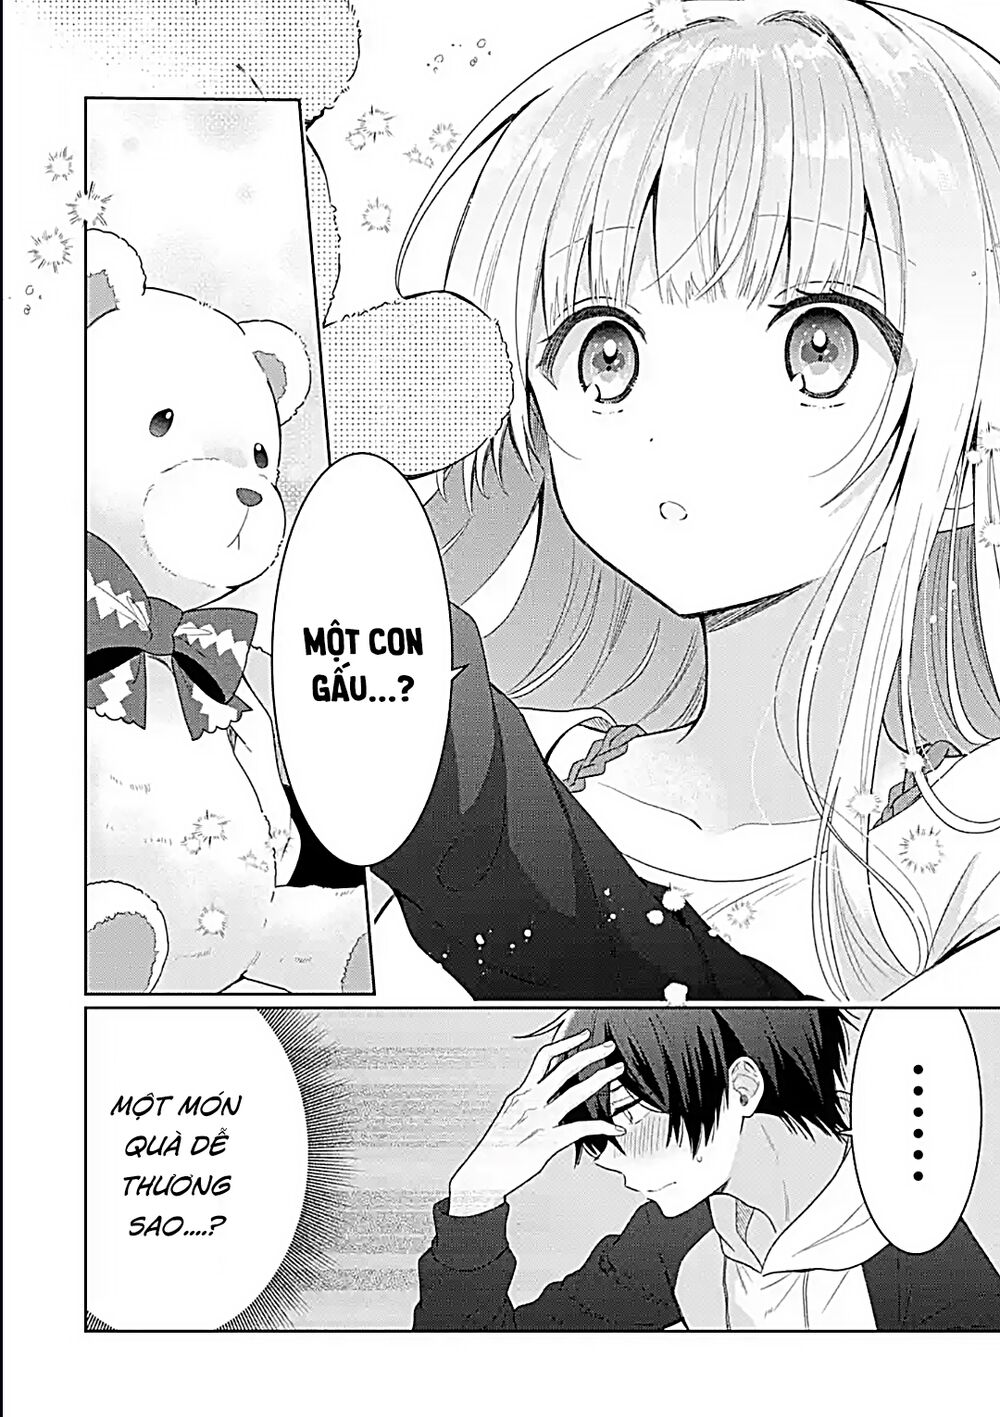 MỘT CON
GẤU...?
......
MỘT MÓN
QUÀ DỄ
THƯƠNG
SAO....?